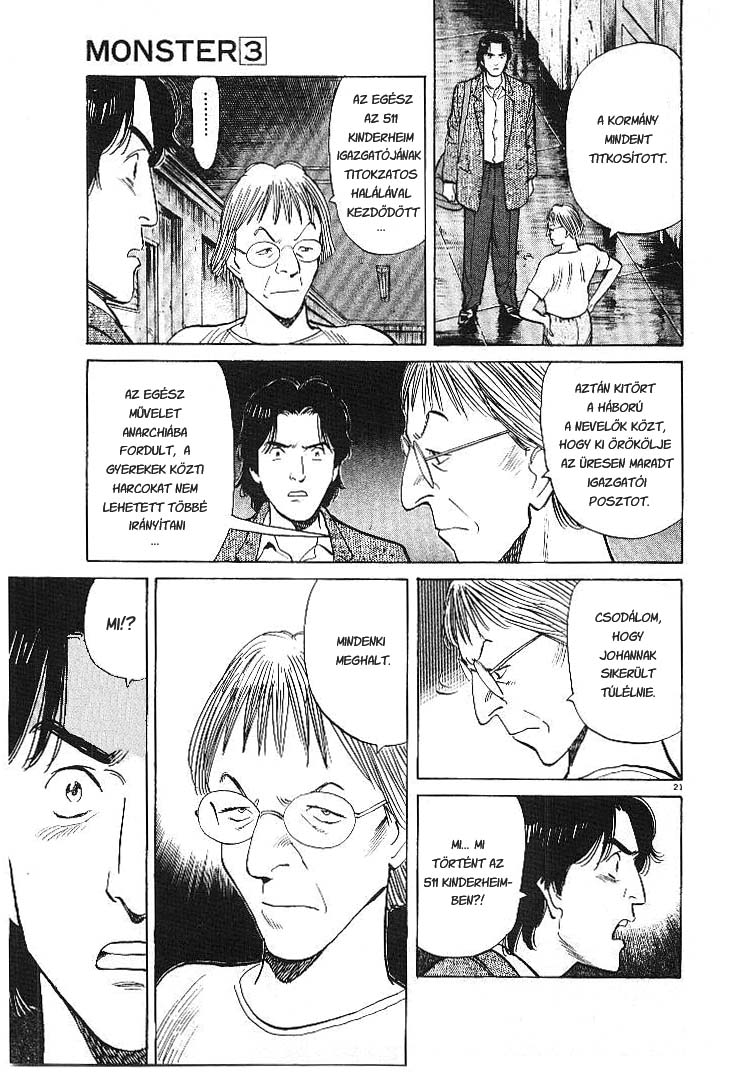 MONSTER 3
A KORMÁNY
MINDENT
TITKOSÍTOTT.
AZ EGÉSZ
AZ 511
KINDERHEIM
IGAZGATÓJÁNAK
TITOKZATOS
HALÁLÁVAL
KEZDŐDÖTT
...
.........
AZTÁN KITÖRT
A HÁBORÚ
A NEVELŐK KÖZT,
HOGY KI ÖRÖKÖLJE
AZ ÜRESEN MARADT
IGAZGATÓI
POSZTOT.
AZ EGÉSZ
MŰVELET
ANARCHIÁBA
FORDULT, A
GYEREKEK KÖZTI
HARCOKAT NEM
LEHETETT TÖBBÉ
IRÁNYÍTANI
...
CSODÁLOM,
HOGY
JOHANNAK
SIKERÜLT
TÚLÉLNIE.
21
MI... MI
TÖRTÉNT AZ
511 KINDERHEIM-
BEN?!
MINDENKI
MEGHALT.
MI!?